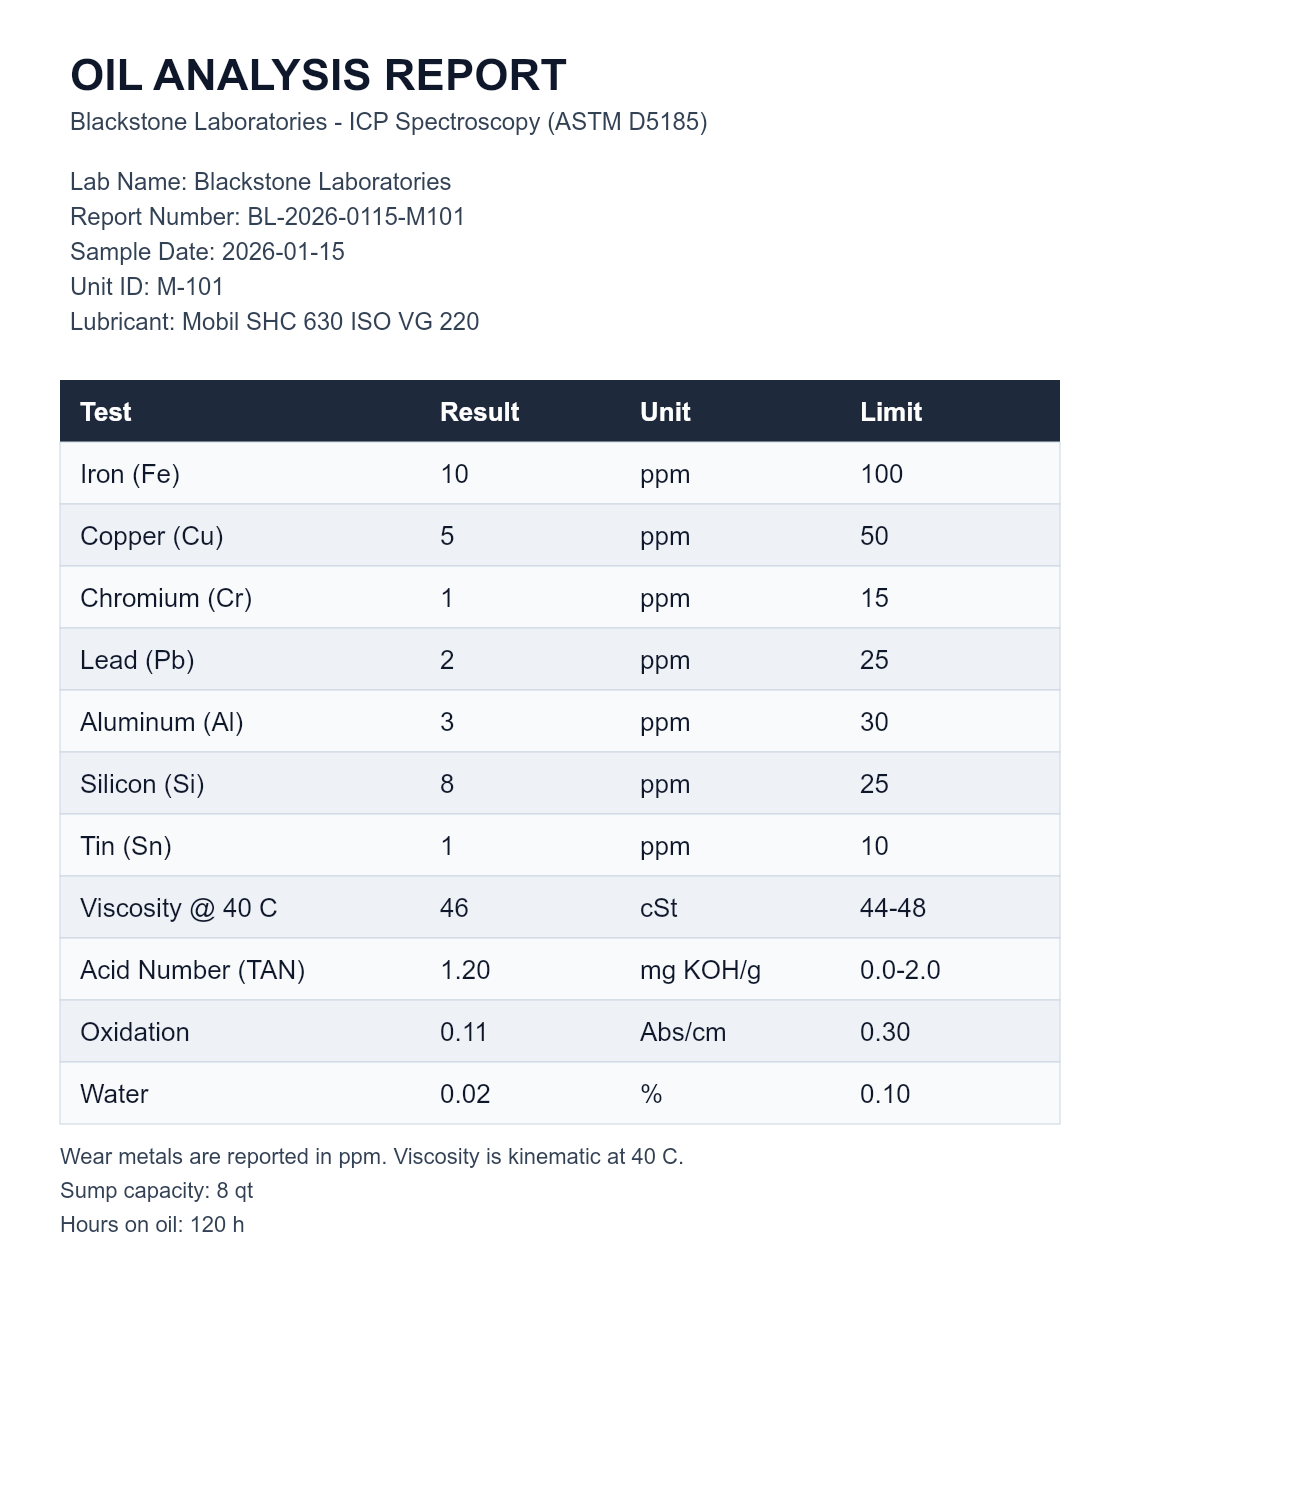 OIL ANALYSIS REPORT
Blackstone Laboratories - ICP Spectroscopy (ASTM D5185)
Lab Name: Blackstone Laboratories
Report Number: BL-2026-0115-M101
Sample Date: 2026-01-15
Unit ID: M-101
Lubricant: Mobil SHC 630 ISO VG 220
Test Result Unit Limit
Iron (Fe) 10 ppm 100
Copper (Cu) 5 ppm 50
Chromium (Cr) 1 ppm 15
Lead (Pb) 2 ppm 25
Aluminum (Al) 3 ppm 30
Silicon (Si) 8 ppm 25
Tin (Sn) 1 ppm 10
Viscosity @ 40 C 46 cSt 44-48
Acid Number (TAN) 1.20 mg KOH/g 0.0-2.0
Oxidation 0.11 Abs/cm 0.30
Water 0.02 % 0.10
Wear metals are reported in ppm. Viscosity is kinematic at 40 C.
Sump capacity: 8 qt
Hours on oil: 120 h